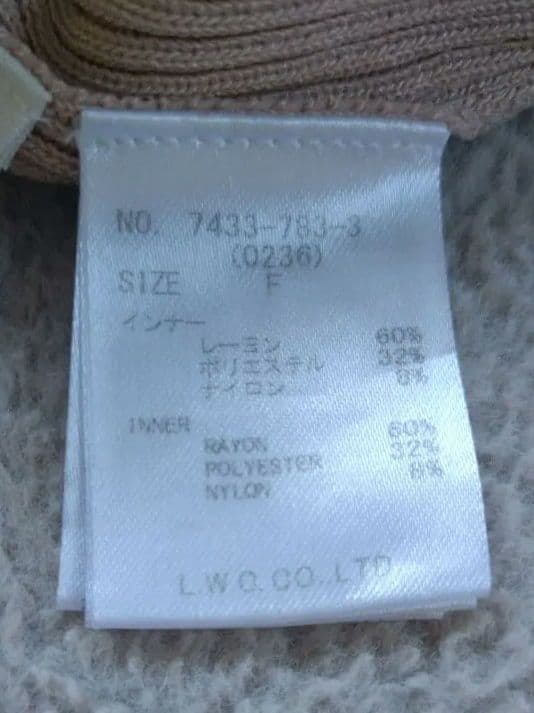 NO. 7433-783-3
(0236)
SIZE F
インナー
レーヨン 60%
ポリエステル 32%
ナイロン 8%
INNER
RAYON 60%
POLYESTER 32%
NYLON 8%
L.W.O.CO.,LTD